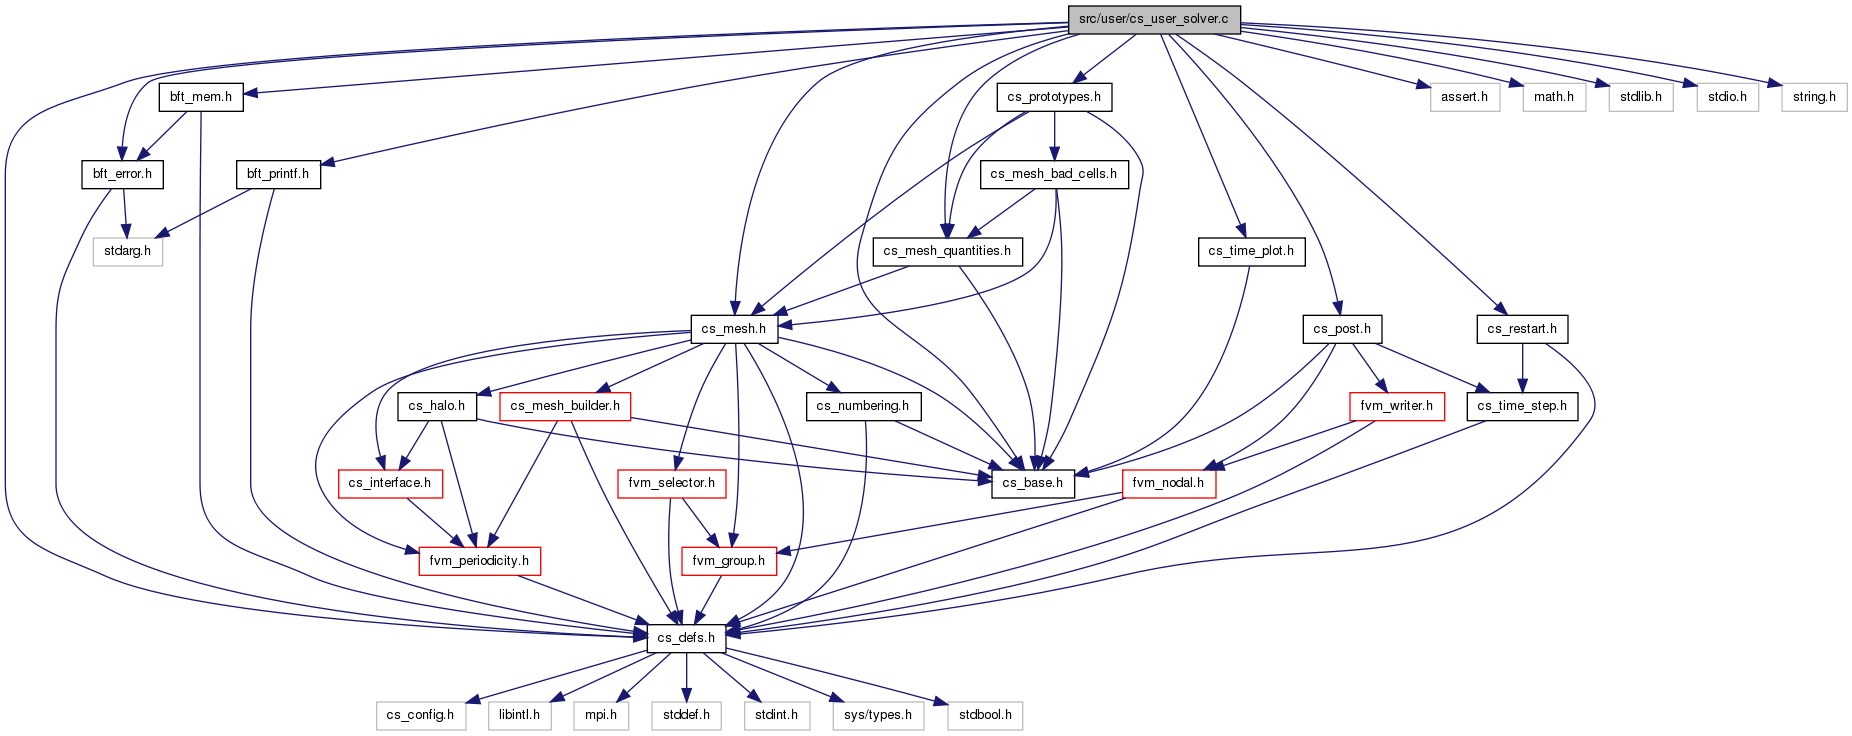 src/user/cs_user_solver.c
bft_mem.h
cs_prototypes.h
assert.h
math.h
stdlib.h
stdio.h
string.h
bft_error.h
bft_printf.h
cs_mesh_bad_cells.h
stdarg.h
cs_mesh_quantities.h
cs_time_plot.h
cs_mesh.h
cs_post.h
cs_restart.h
cs_halo.h
cs_mesh_builder.h
cs_numbering.h
fvm_writer.h
cs_time_step.h
cs_interface.h
fvm_selector.h
cs_base.h
fvm_nodal.h
fvm_periodicity.h
fvm_group.h
cs_defs.h
cs_config.h
libintl.h
mpi.h
stddef.h
stdint.h
sys/types.h
stdbool.h